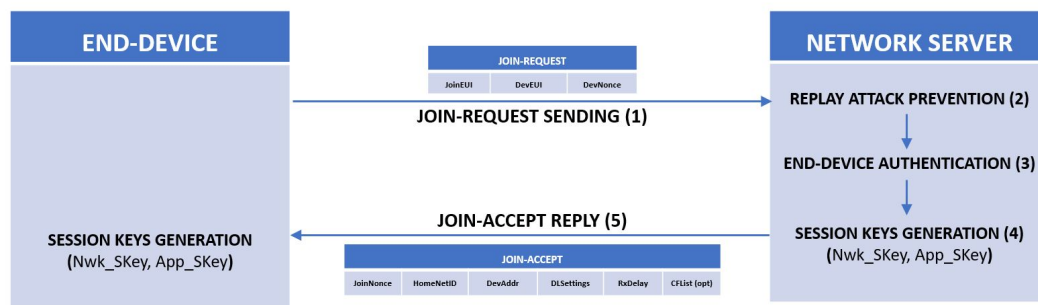 END-DEVICE
NETWORK SERVER
JOIN-REQUEST
JoinEUI DevEUI DevNonce
JOIN-REQUEST SENDING (1)
REPLAY ATTACK PREVENTION (2)
END-DEVICE AUTHENTICATION (3)
JOIN-ACCEPT REPLY (5)
SESSION KEYS GENERATION
(Nwk_SKey, App_SKey)
SESSION KEYS GENERATION (4)
(Nwk_SKey, App_SKey)
JOIN-ACCEPT
JoinNonce HomeNetID DevAddr DLSettings RxDelay CFList (opt)